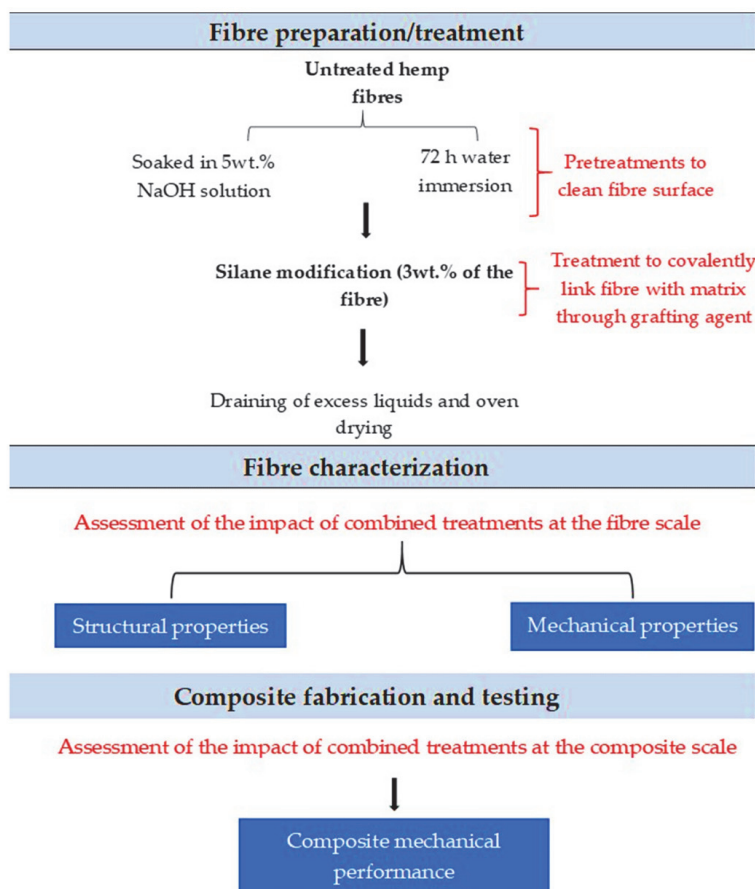 Fibre preparation/treatment
Untreated hemp
fibres
Soaked in 5wt.%
NaOH solution
72 h water
immersion
Pretreatments to
clean fibre surface
Silane modification (3wt.% of the
fibre)
Treatment to covalently
link fibre with matrix
through grafting agent
Draining of excess liquids and oven
drying
Fibre characterization
Assessment of the impact of combined treatments at the fibre scale
Structural properties
Mechanical properties
Composite fabrication and testing
Assessment of the impact of combined treatments at the composite scale
Composite mechanical
performance